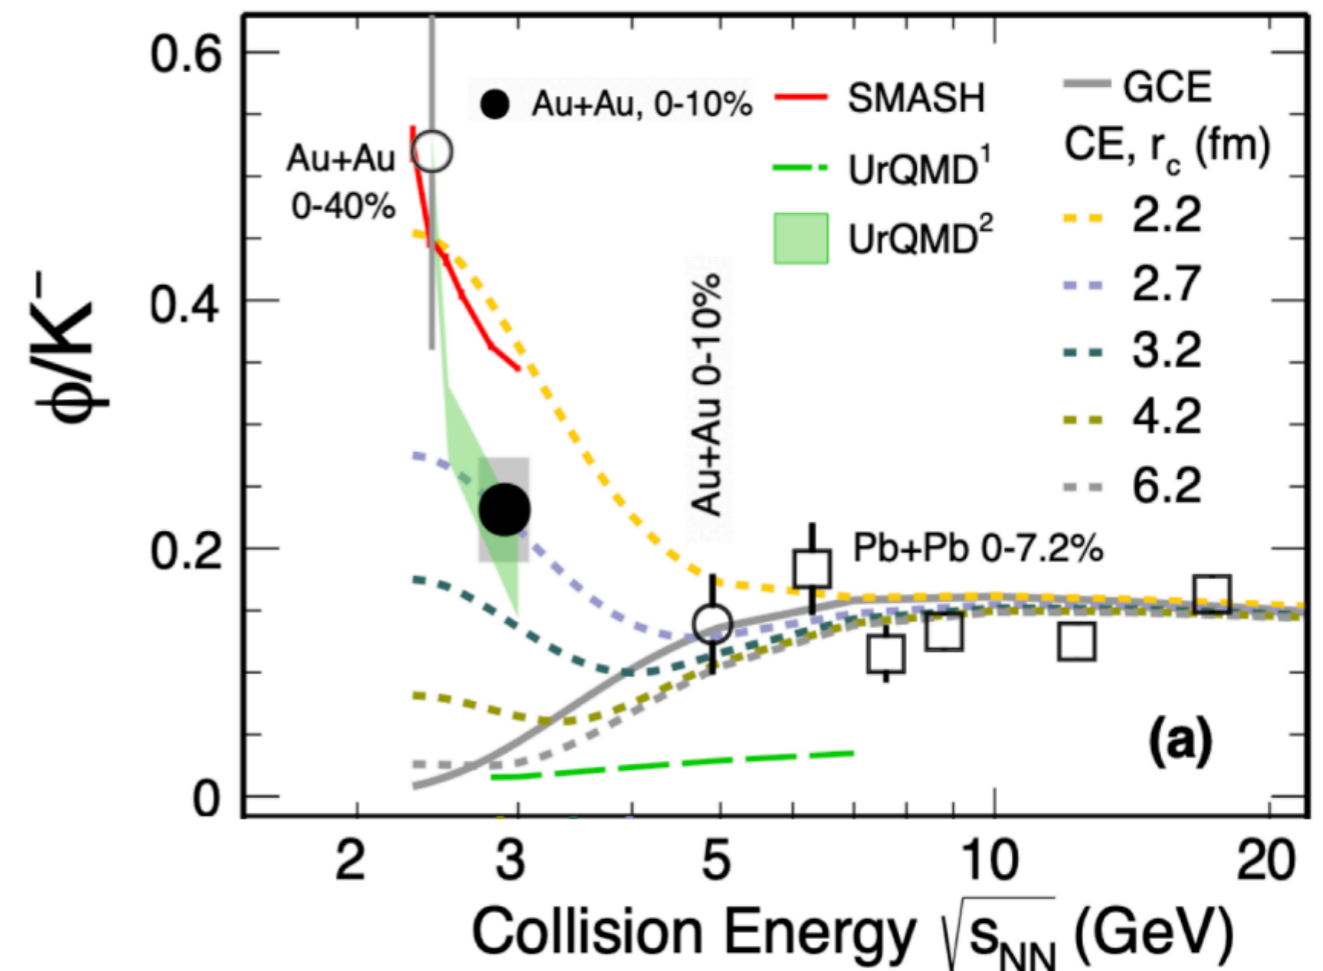 0.6
0.4
0.2
0
ϕ/K⁻
Au+Au
0-40%
Au+Au, 0-10%
SMASH
UrQMD¹
UrQMD²
GCE
CE, r_c (fm)
2.2
2.7
3.2
4.2
6.2
Au+Au 0-10%
Pb+Pb 0-7.2%
(a)
2 3 5 10 20
Collision Energy √s_NN (GeV)